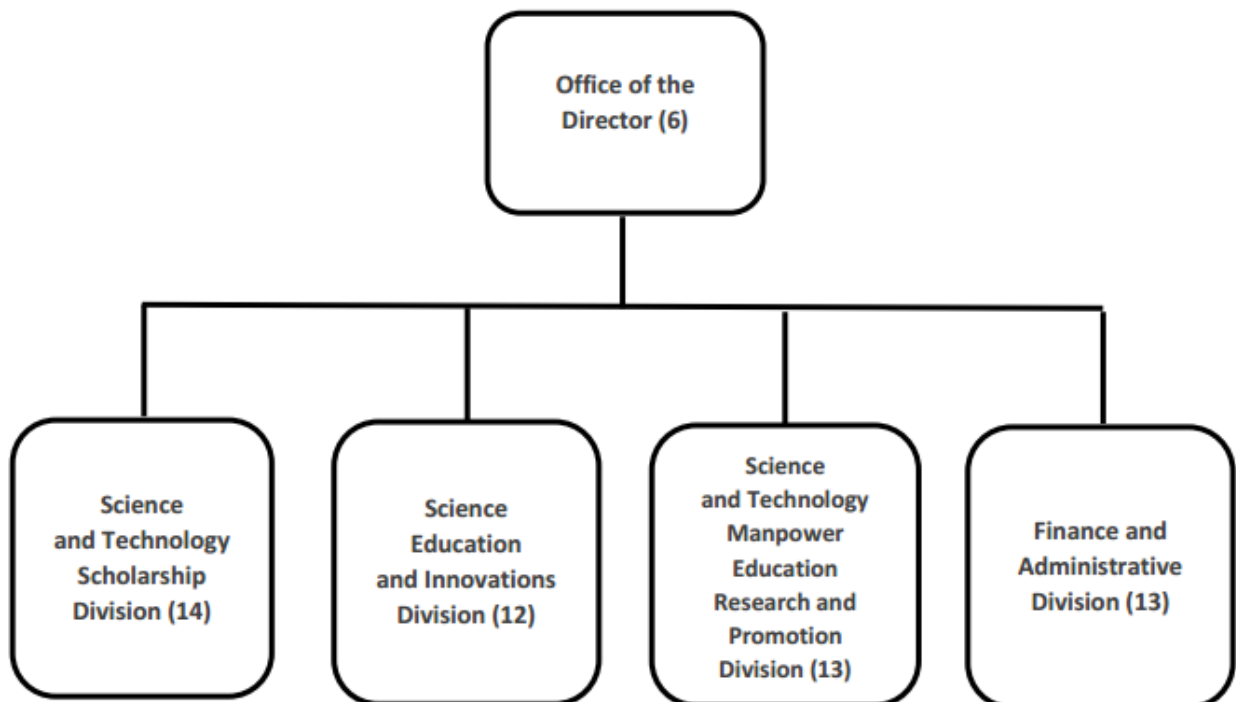 Office of the
Director (6)
Science
and Technology
Scholarship
Division (14)
Science
Education
and Innovations
Division (12)
Science
and Technology
Manpower
Education
Research and
Promotion
Division (13)
Finance and
Administrative
Division (13)